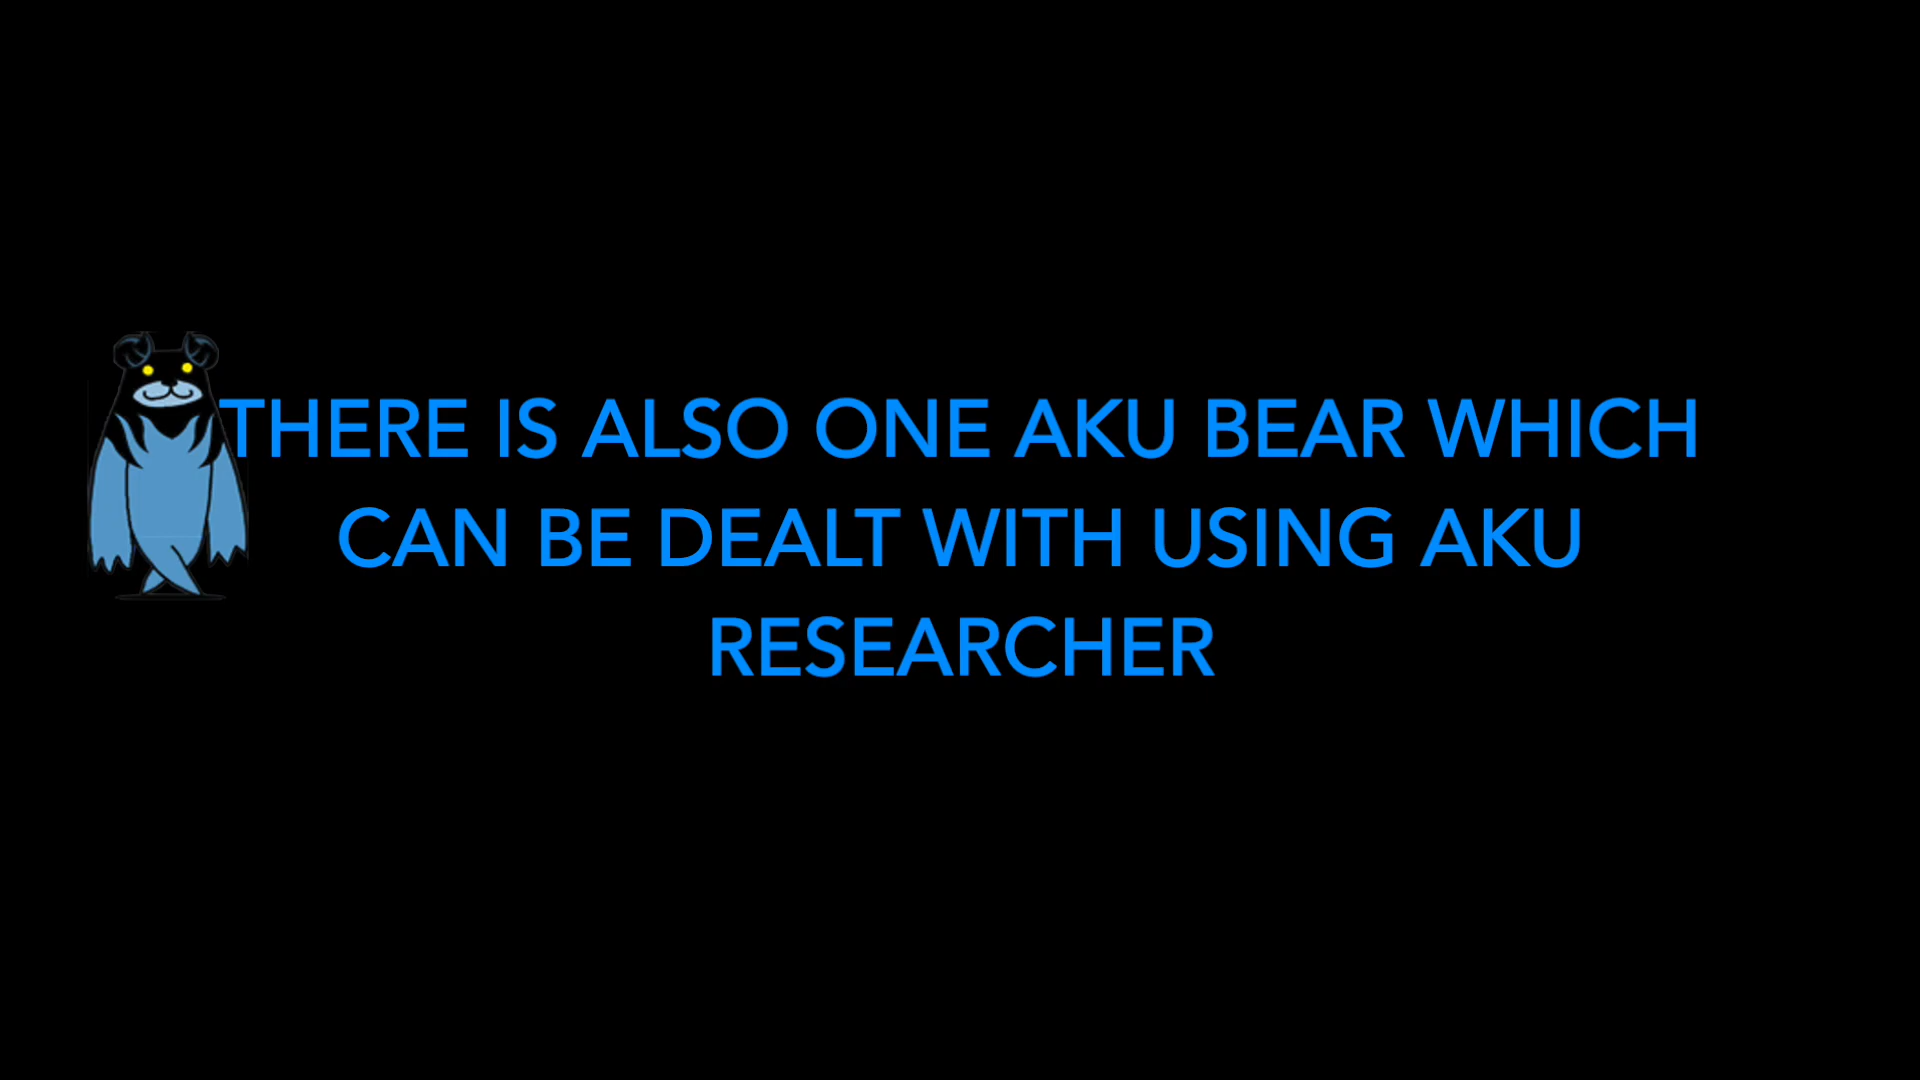 THERE IS ALSO ONE AKU BEAR WHICH
CAN BE DEALT WITH USING AKU
RESEARCHER